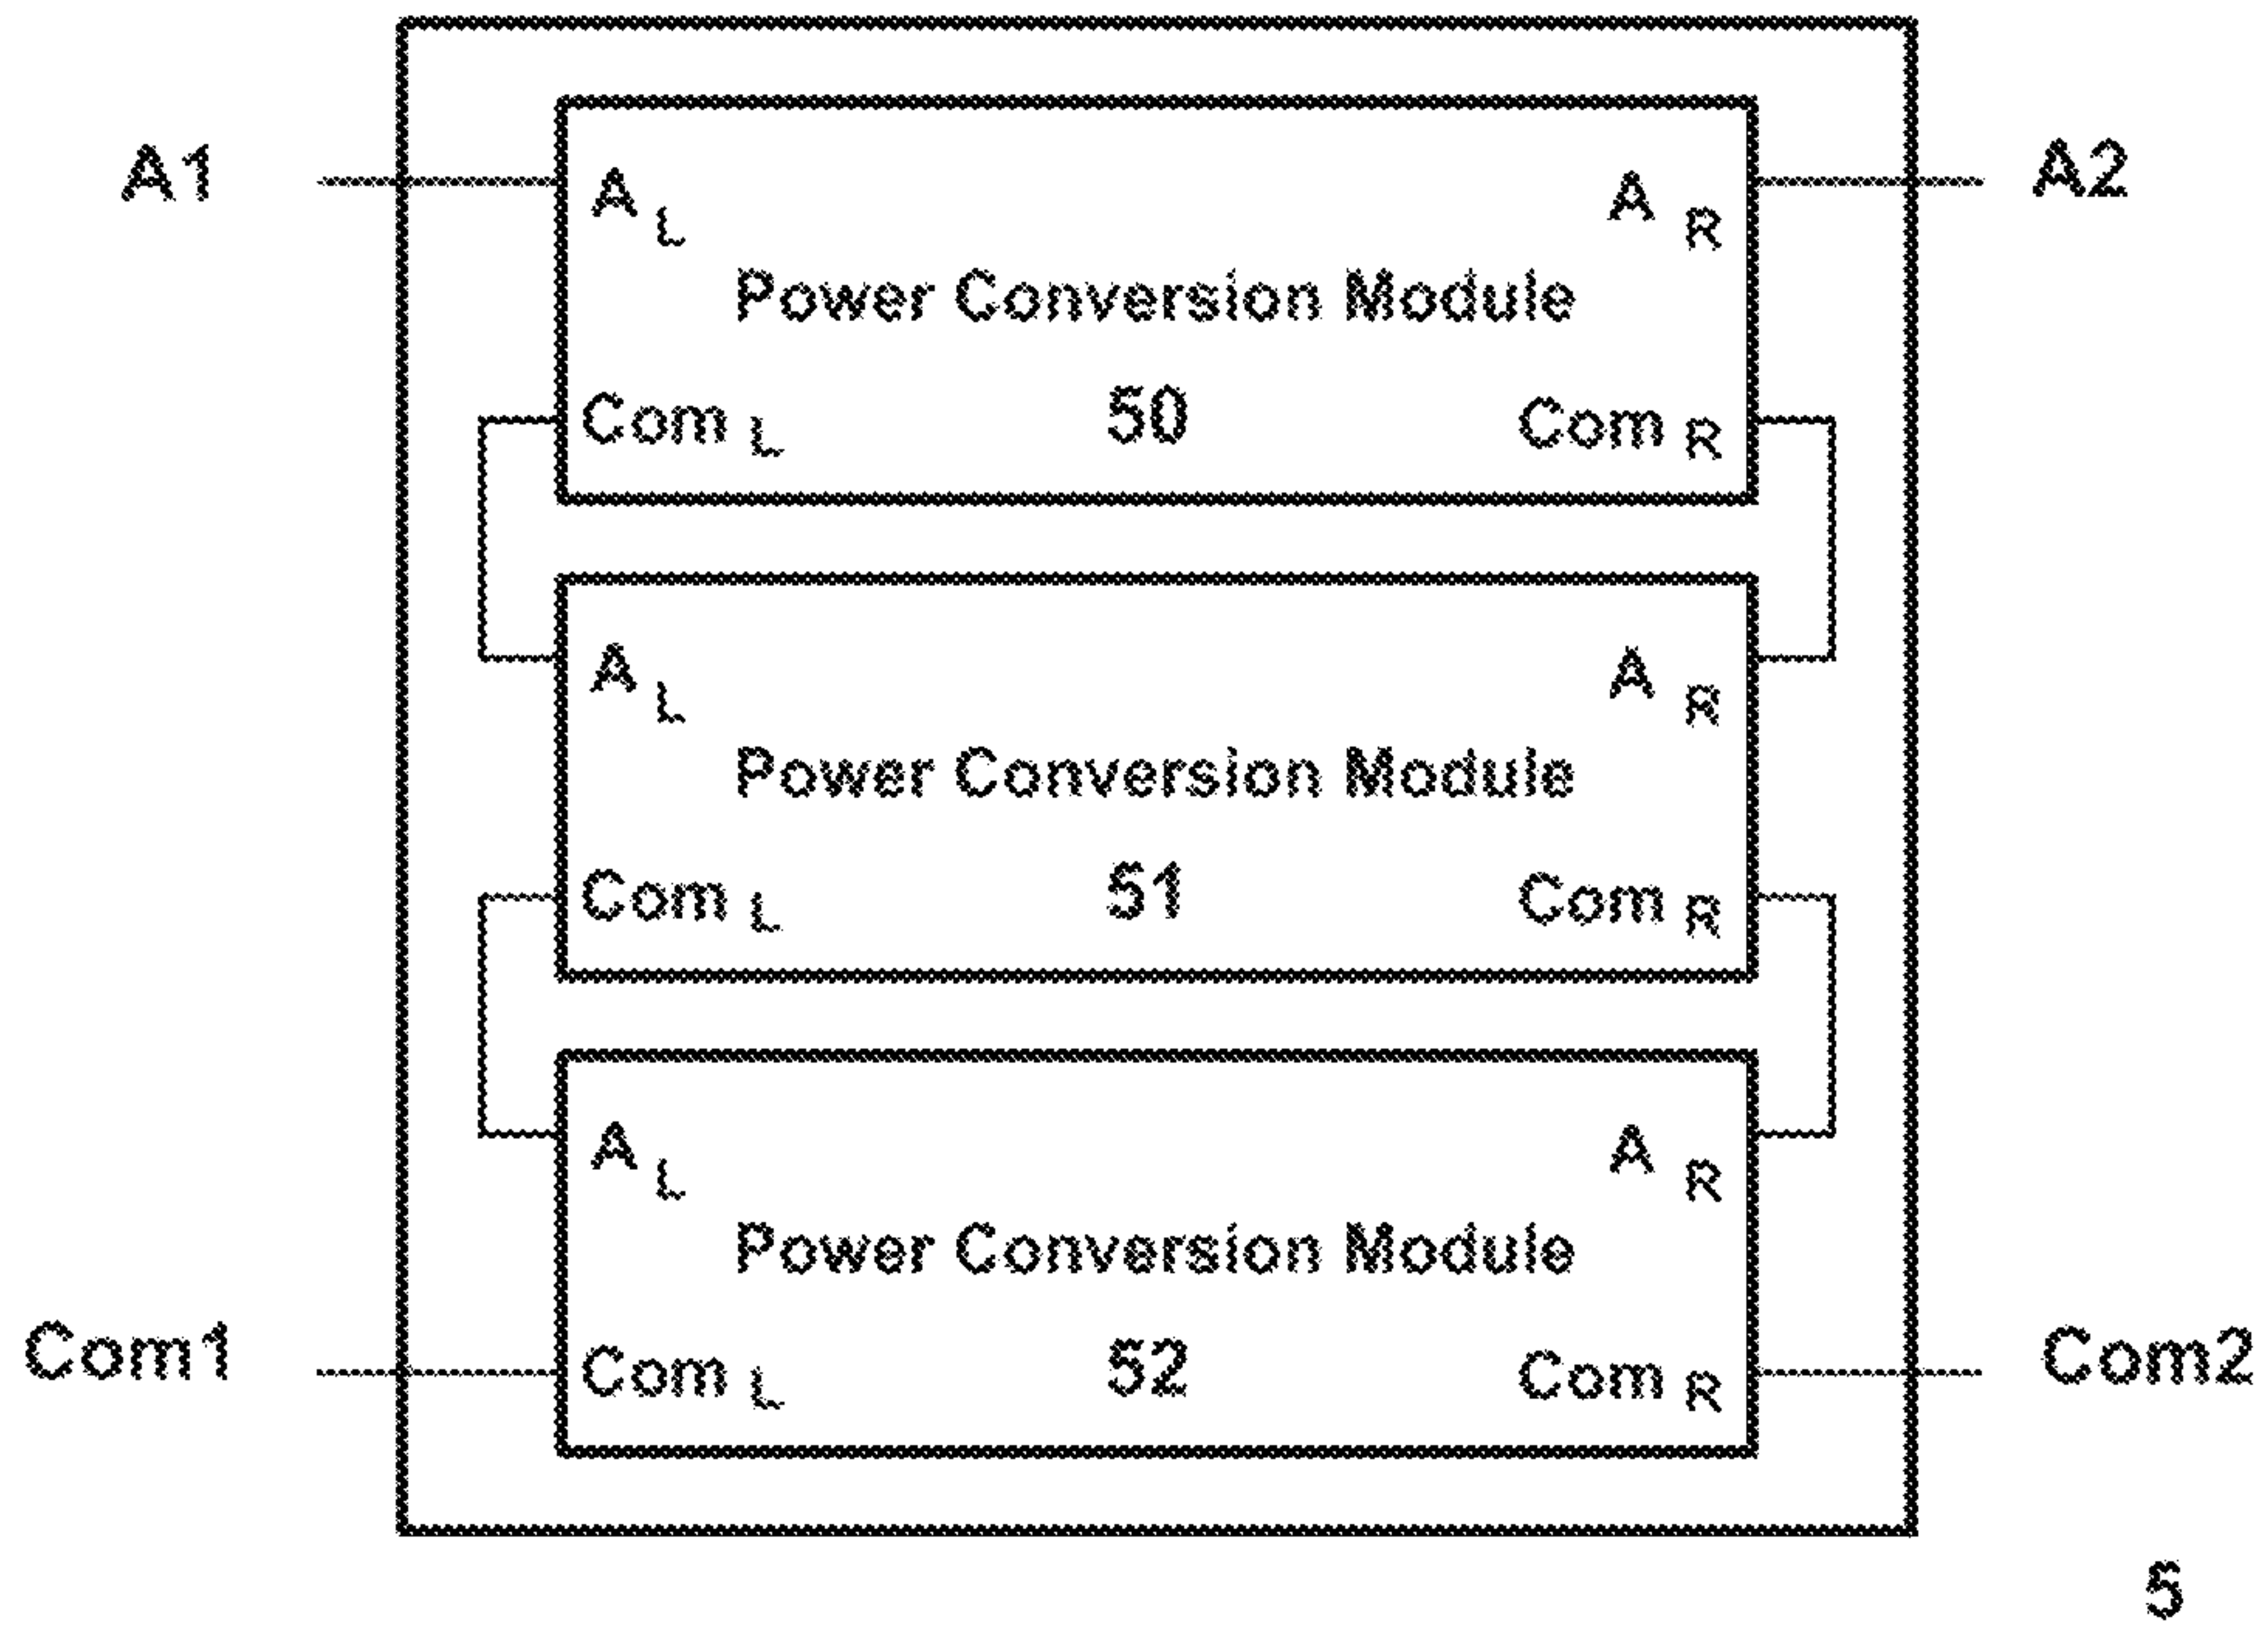 A1 A2
A L A R
Power Conversion Module
Com L 50 Com R
A L A R
Power Conversion Module
Com L 51 Com R
A L A R
Power Conversion Module
Com1 Com L 52 Com R Com2
5